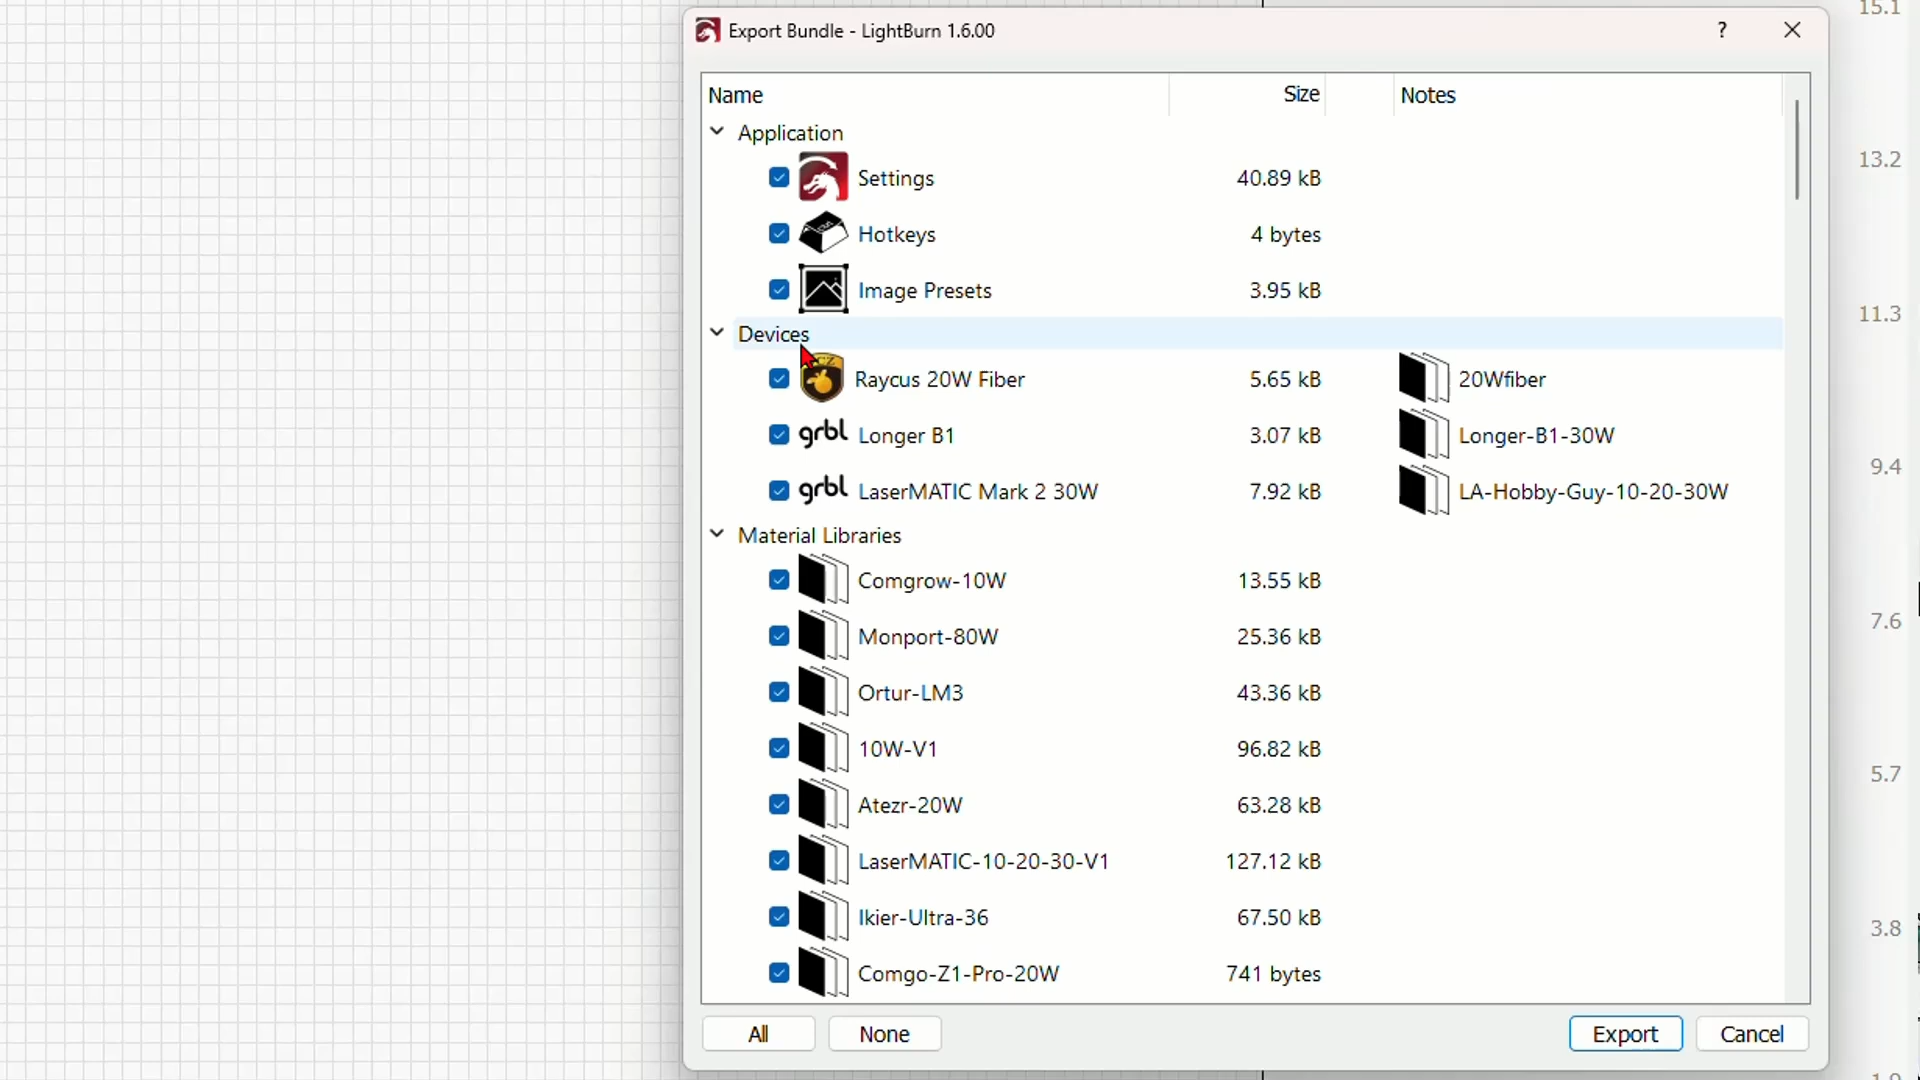 Export Bundle - LightBurn 1.6.00 ?
Name Size Notes
Application
Settings 40.89 kB
Hotkeys 4 bytes
Image Presets 3.95 kB
Devices
Raycus 20W Fiber 5.65 kB 20Wfiber
grbl Longer B1 3.07 kB Longer-B1-30W
grbl LaserMATIC Mark 2 30W 7.92 kB LA-Hobby-Guy-10-20-30W
Material Libraries
Comgrow-10W 13.55 kB
Monport-80W 25.36 kB
Ortur-LM3 43.36 kB
10W-V1 96.82 kB
Atezr-20W 63.28 kB
LaserMATIC-10-20-30-V1 127.12 kB
Ikier-Ultra-36 67.50 kB
Comgo-Z1-Pro-20W 741 bytes
All None Export Cancel
15.1
13.2
11.3
9.4
7.6
5.7
3.8